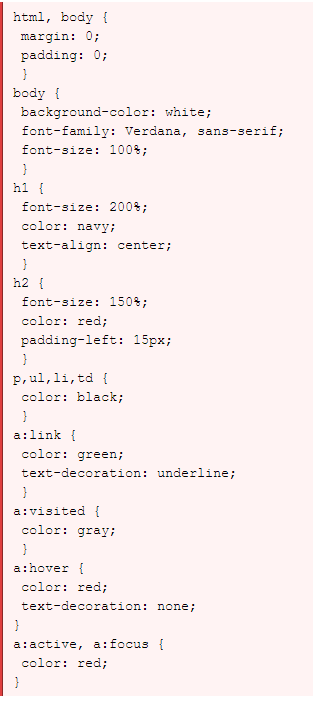 html, body {
 margin: 0;
 padding: 0;
 }
body {
 background-color: white;
 font-family: Verdana, sans-serif;
 font-size: 100%;
 }
h1 {
 font-size: 200%;
 color: navy;
 text-align: center;
 }
h2 {
 font-size: 150%;
 color: red;
 padding-left: 15px;
 }
p,ul,li,td {
 color: black;
 }
a:link {
 color: green;
 text-decoration: underline;
 }
a:visited {
 color: gray;
 }
a:hover {
 color: red;
 text-decoration: none;
}
a:active, a:focus {
 color: red;
}